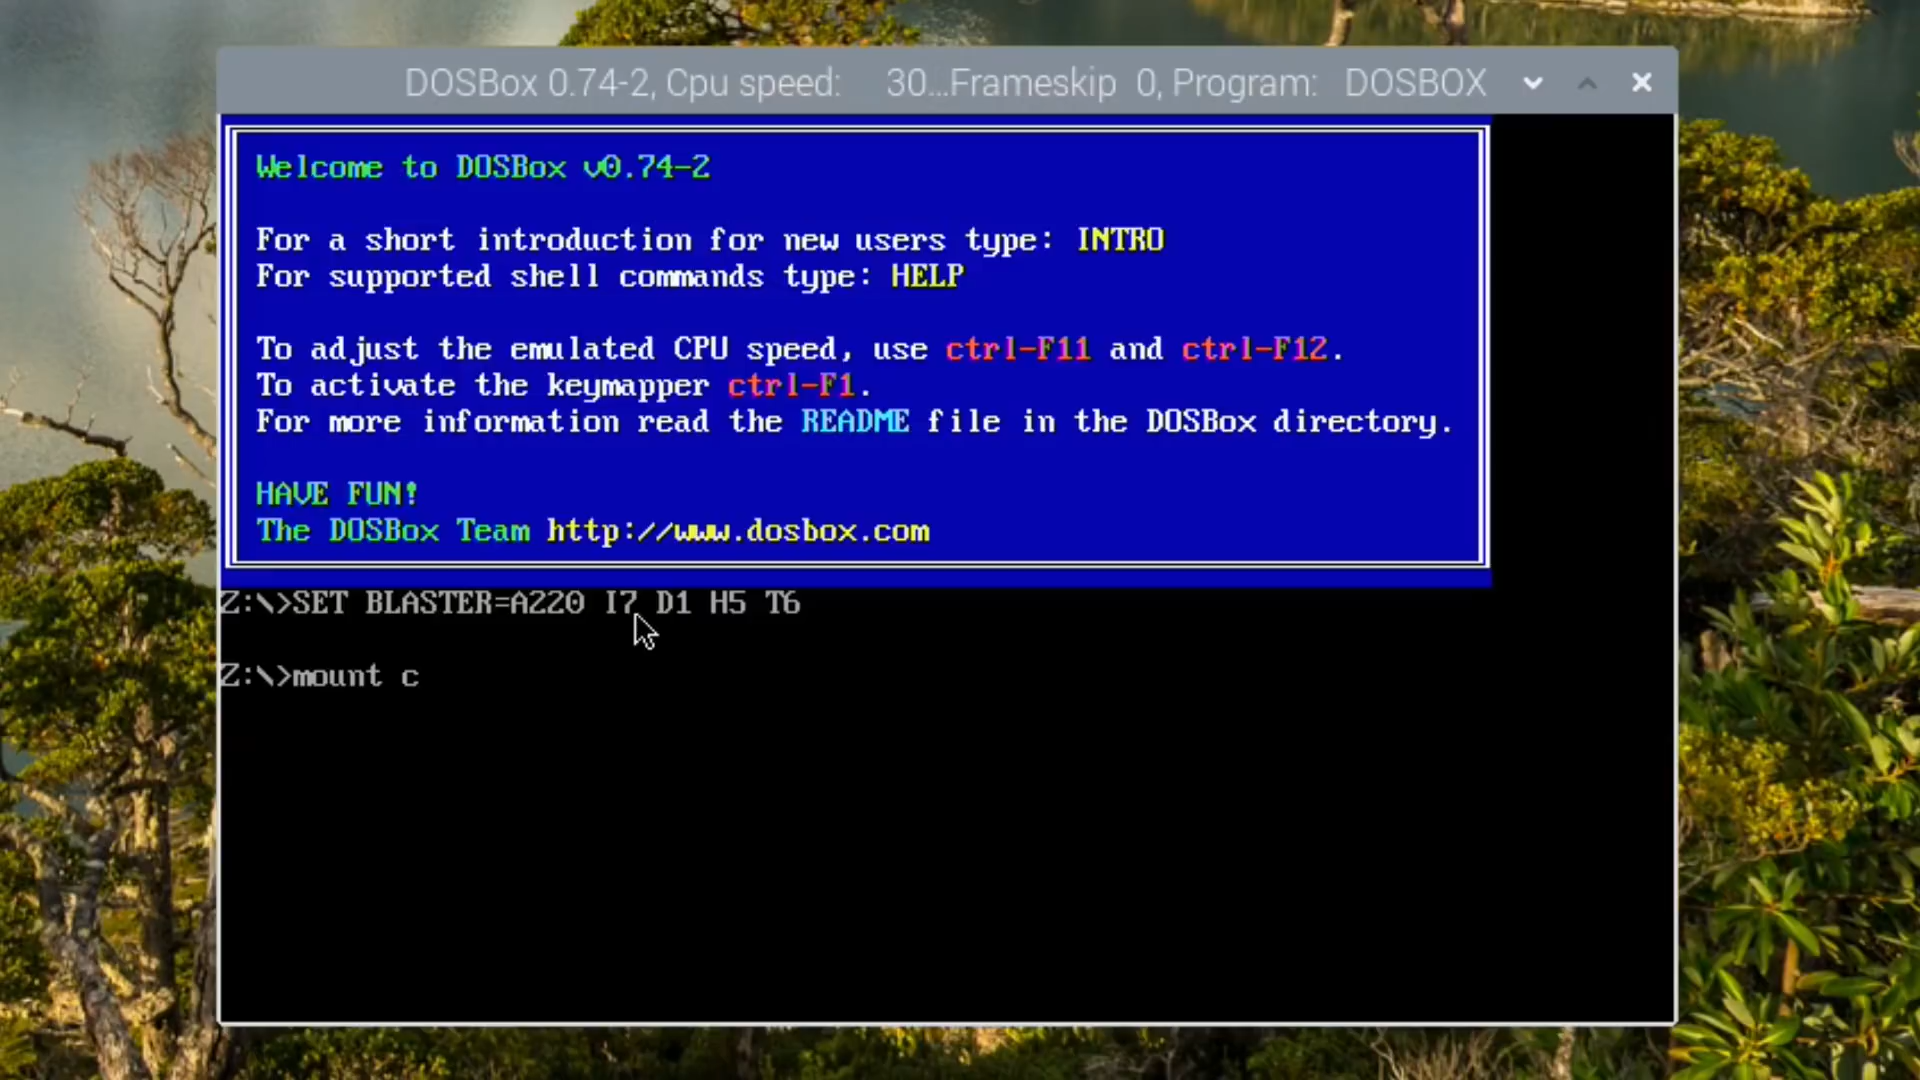 DOSBox 0.74-2, Cpu speed: 30...Frameskip 0, Program: DOSBOX
Welcome to DOSBox v0.74-2
For a short introduction for new users type: INTRO
For supported shell commands type: HELP
To adjust the emulated CPU speed, use ctrl-F11 and ctrl-F12.
To activate the keymapper ctrl-F1.
For more information read the README file in the DOSBox directory.
HAVE FUN!
The DOSBox Team http://www.dosbox.com
Z:\>SET BLASTER=A220 I7 D1 H5 T6
Z:\>mount c